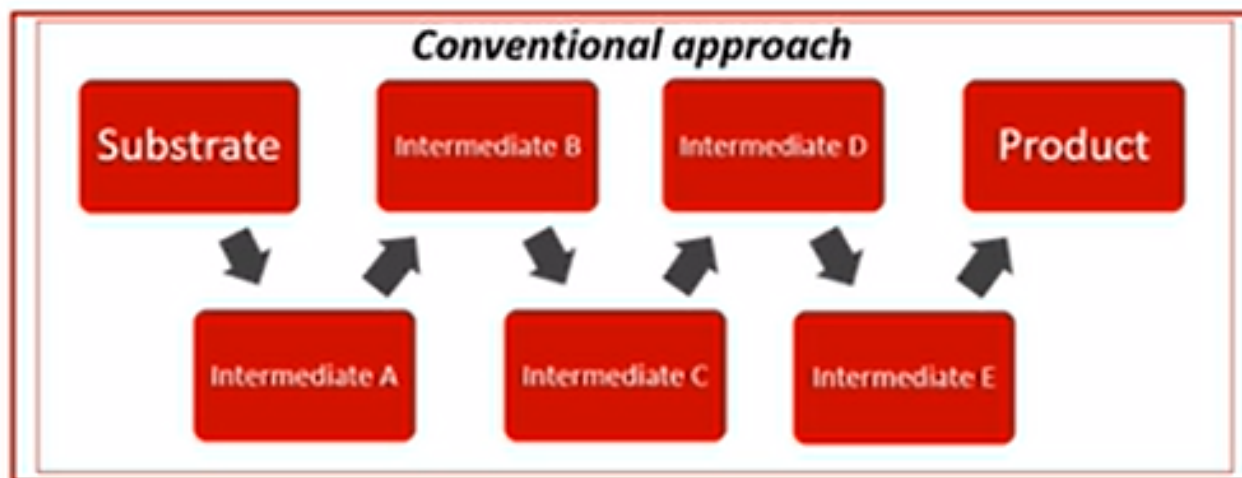 Conventional approach
Substrate
Intermediate B
Intermediate D
Product
Intermediate A
Intermediate C
Intermediate E